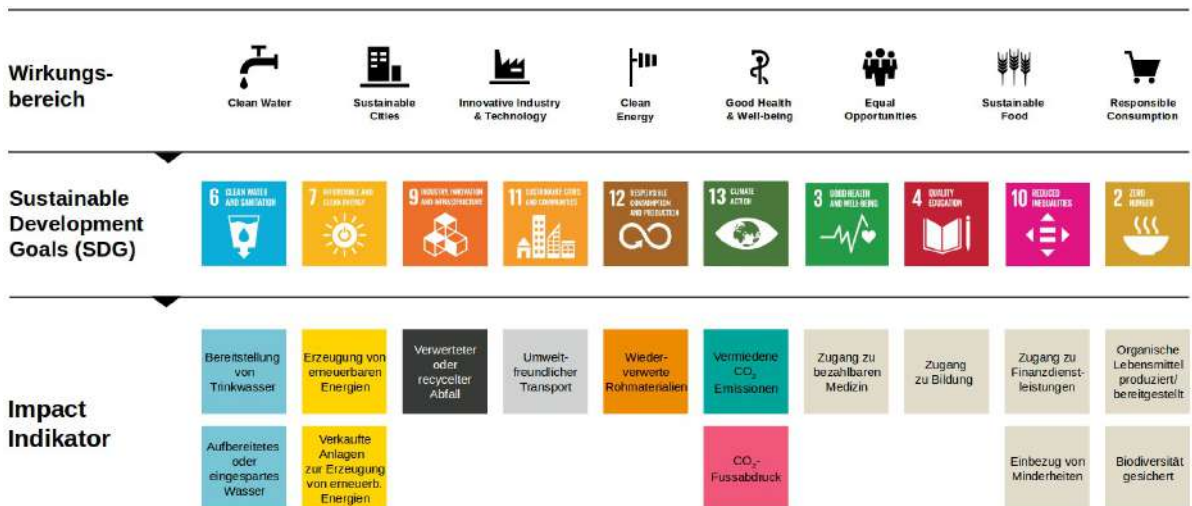 Wirkungs-
bereich
Clean Water
Sustainable
Cities
Innovative Industry
& Technology
Clean
Energy
Good Health
& Well-being
Equal
Opportunities
Sustainable
Food
Responsible
Consumption
Sustainable
Development
Goals (SDG)
6 CLEAN WATER
AND SANITATION
7 AFFORDABLE AND
CLEAN ENERGY
9 INDUSTRY, INNOVATION
AND INFRASTRUCTURE
11 SUSTAINABLE CITIES
AND COMMUNITIES
12 RESPONSIBLE
CONSUMPTION
AND PRODUCTION
13 CLIMATE
ACTION
3 GOOD HEALTH
AND WELL-BEING
4 QUALITY
EDUCATION
10 REDUCED
INEQUALITIES
2 ZERO
HUNGER
Impact
Indikator
Bereitstellung
von
Trinkwasser
Erzeugung von
erneuerbaren
Energien
Verwerteter
oder
recycelter
Abfall
Umwelt-
freundlicher
Transport
Wieder-
verwerte
Rohmaterialien
Vermiedene
CO₂
Emissionen
Zugang zu
bezahlbaren
Medizin
Zugang
zu Bildung
Zugang zu
Finanzdienst-
leistungen
Organische
Lebensmittel
produziert/
bereitgestellt
Aufbereitetes
oder
eingespartes
Wasser
Verkaufte
Anlagen
zur Erzeugung
von erneuerb.
Energien
CO₂-
Fussabdruck
Einbezug von
Minderheiten
Biodiversität
gesichert